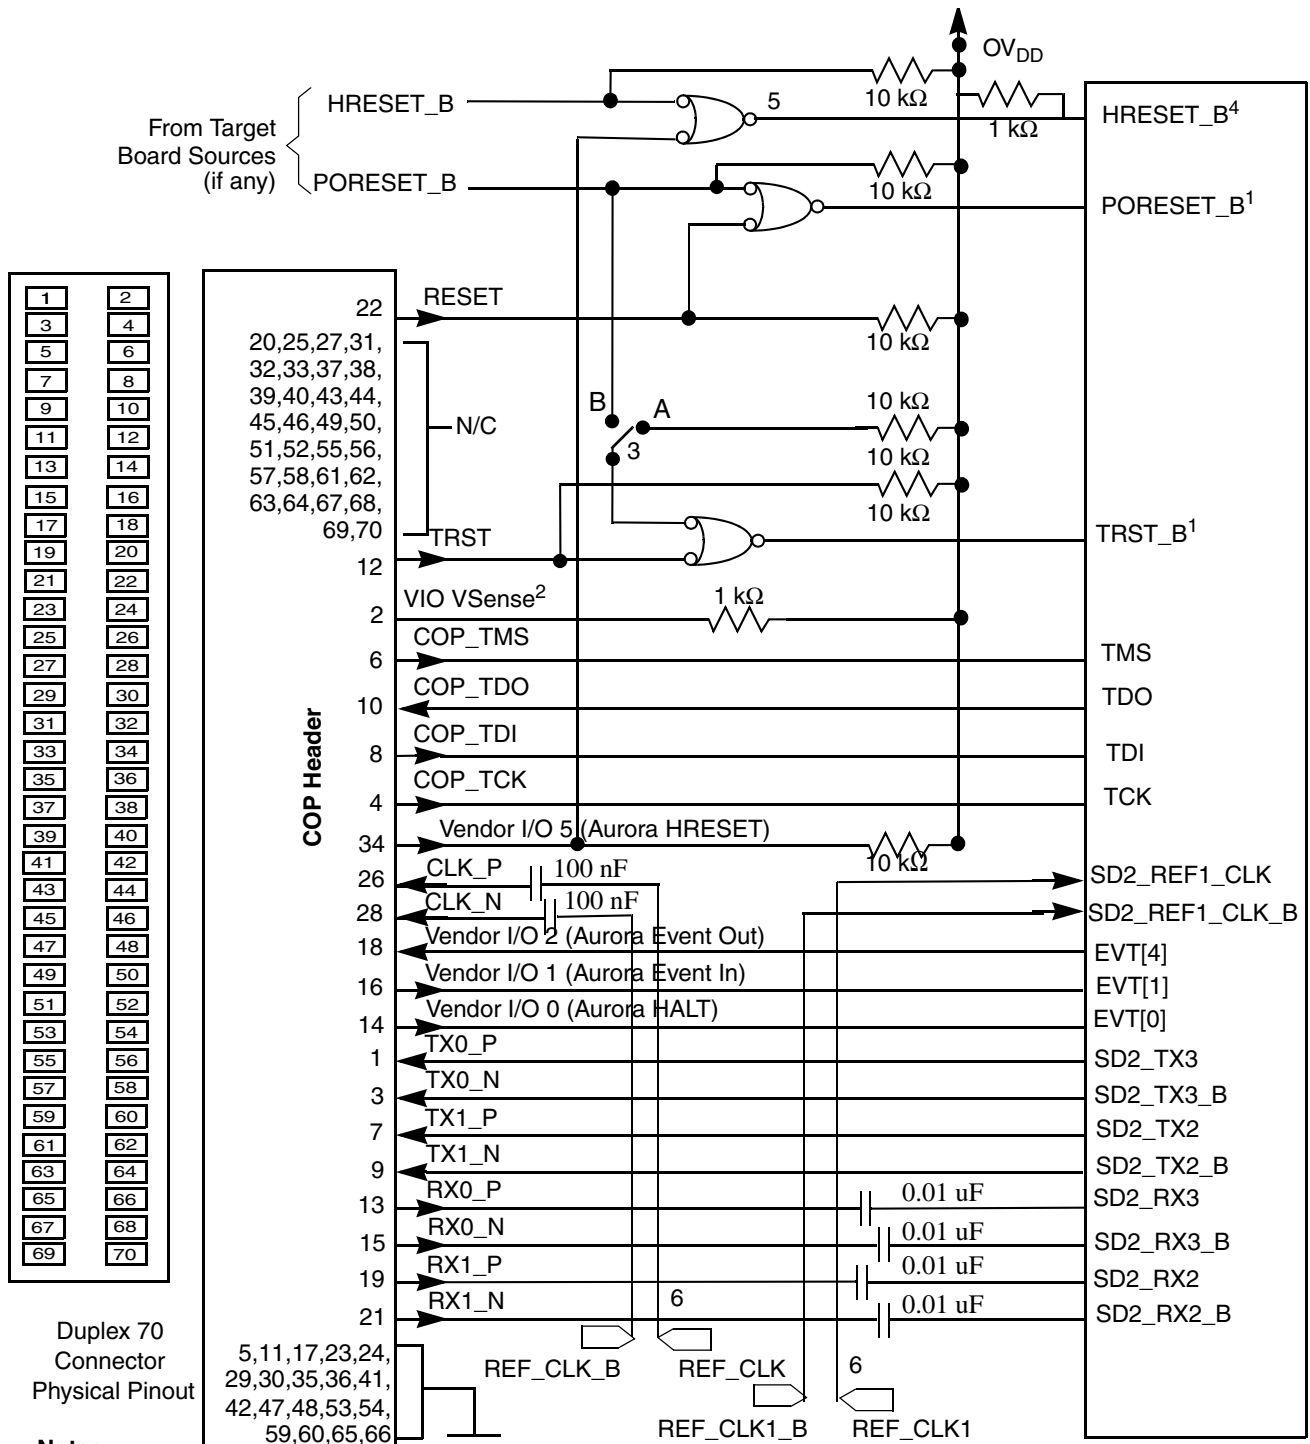 OVDD
10 kΩ
1 kΩ
HRESET_B
5
HRESET_B4
From Target
Board Sources
(if any)
PORESET_B
10 kΩ
PORESET_B1
1 2
3 4
5 6
7 8
9 10
11 12
13 14
15 16
17 18
19 20
21 22
23 24
25 26
27 28
29 30
31 32
33 34
35 36
37 38
39 40
41 42
43 44
45 46
47 48
49 50
51 52
53 54
55 56
57 58
59 60
61 62
63 64
65 66
67 68
69 70
Duplex 70
Connector
Physical Pinout
COP Header
22 RESET
10 kΩ
20,25,27,31,
32,33,37,38,
39,40,43,44,
45,46,49,50,
51,52,55,56,
57,58,61,62,
63,64,67,68,
69,70
N/C
B A
3
10 kΩ
10 kΩ
10 kΩ
12 TRST
TRST_B1
2 VIO VSense2
1 kΩ
6 COP_TMS TMS
10 COP_TDO TDO
8 COP_TDI TDI
4 COP_TCK TCK
34 Vendor I/O 5 (Aurora HRESET)
10 kΩ
26 CLK_P 100 nF SD2_REF1_CLK
28 CLK_N 100 nF SD2_REF1_CLK_B
18 Vendor I/O 2 (Aurora Event Out) EVT[4]
16 Vendor I/O 1 (Aurora Event In) EVT[1]
14 Vendor I/O 0 (Aurora HALT) EVT[0]
1 TX0_P SD2_TX3
3 TX0_N SD2_TX3_B
7 TX1_P SD2_TX2
9 TX1_N SD2_TX2_B
13 RX0_P 0.01 uF SD2_RX3
15 RX0_N 0.01 uF SD2_RX3_B
19 RX1_P 0.01 uF SD2_RX2
21 RX1_N 0.01 uF SD2_RX2_B
6
REF_CLK_B REF_CLK
6
REF_CLK1_B REF_CLK1
5,11,17,23,24,
29,30,35,36,41,
42,47,48,53,54,
59,60,65,66